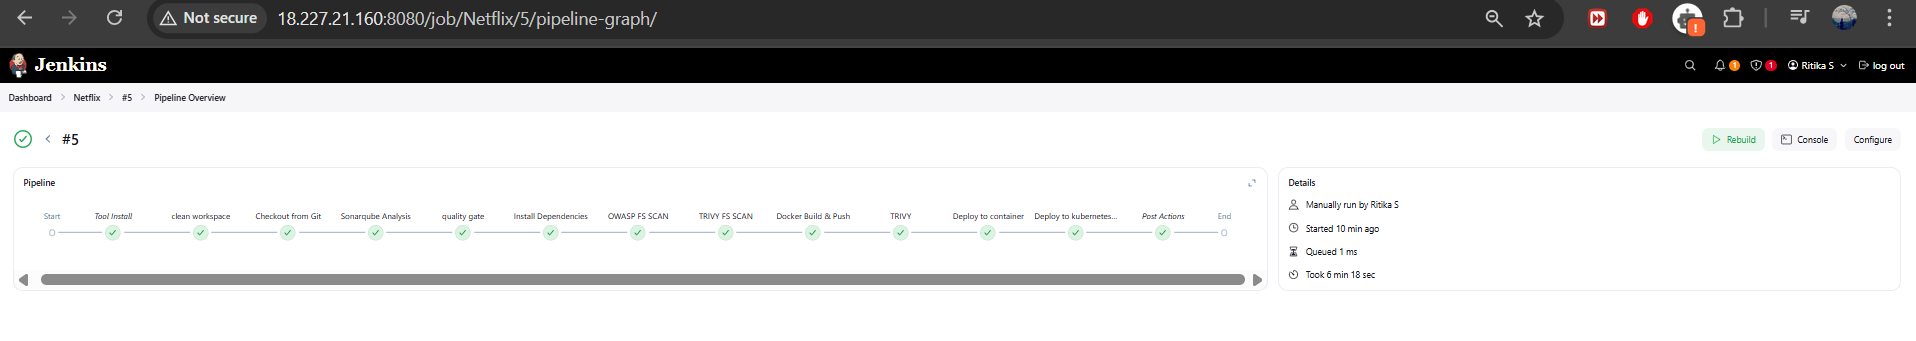 Not secure 18.227.21.160:8080/job/Netflix/5/pipeline-graph/
Jenkins 1 1 Ritika S log out
Dashboard Netflix #5 Pipeline Overview
#5 Rebuild Console Configure
Pipeline
Start Tool Install clean workspace Checkout from Git Sonarqube Analysis quality gate Install Dependencies OWASP FS SCAN TRIVY FS SCAN Docker Build & Push TRIVY Deploy to container Deploy to kubernetes... Post Actions End
Details
Manually run by Ritika S
Started 10 min ago
Queued 1 ms
Took 6 min 18 sec